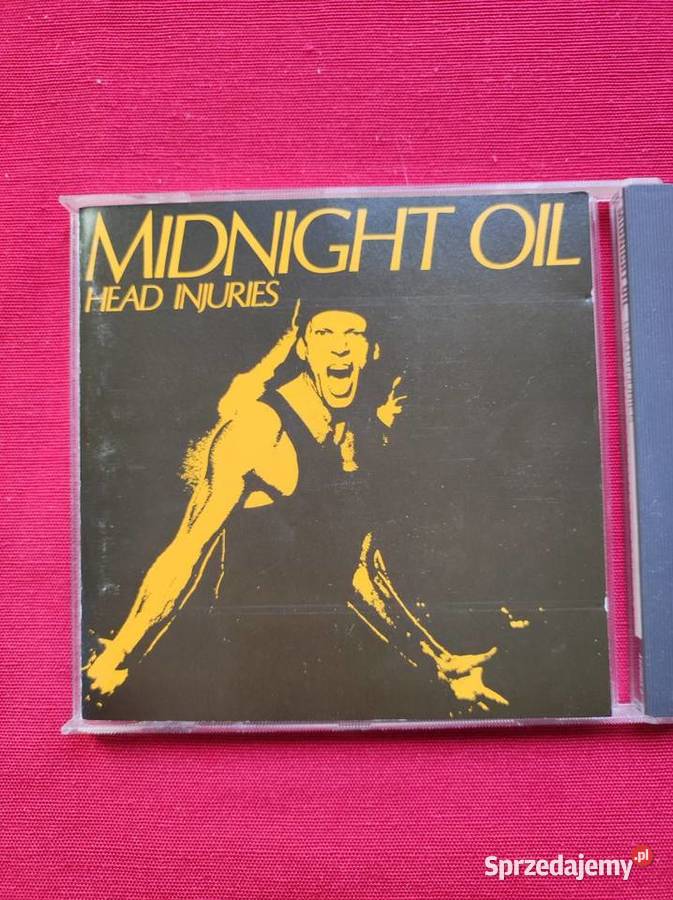 MIDNIGHT OIL
HEAD INJURIES
Sprzedajemy.pl